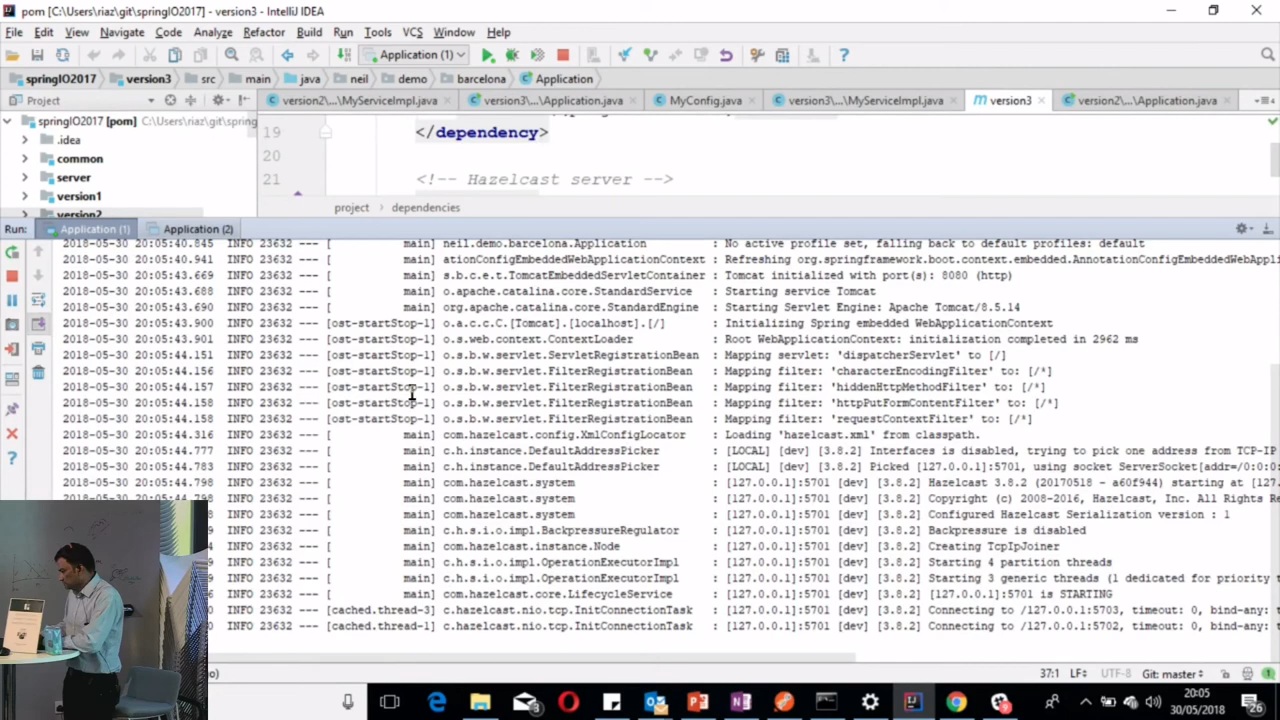 pom [C:\Users\riaz\git\springIO2017] - version3 - IntelliJ IDEA
File Edit View Navigate Code Analyze Refactor Build Run Tools VCS Window Help
Application (1)
springIO2017 version3 src main java neil demo barcelona Application
Project
version2\...\MyServiceImpl.java version3\...\Application.java MyConfig.java version3\...\MyServiceImpl.java version3 version2\...\Application.java
springIO2017 [pom] C:\Users\riaz\git\spring
.idea
common
server
version1
version2
19 </dependency>
20
21 <!-- Hazelcast server -->
project › dependencies
Run: Application (1) Application (2)
2018-05-30 20:05:40.845 INFO 23632 --- [ main] neil.demo.barcelona.Application : No active profile set, falling back to default profiles: default
2018-05-30 20:05:40.941 INFO 23632 --- [ main] ationConfigEmbeddedWebApplicationContext : Refreshing org.springframework.boot.context.embedded.AnnotationConfigEmbeddedWebAppli
2018-05-30 20:05:43.669 INFO 23632 --- [ main] s.b.c.e.t.TomcatEmbeddedServletContainer : Tomcat initialized with port(s): 8080 (http)
2018-05-30 20:05:43.688 INFO 23632 --- [ main] o.apache.catalina.core.StandardService : Starting service Tomcat
2018-05-30 20:05:43.690 INFO 23632 --- [ main] org.apache.catalina.core.StandardEngine : Starting Servlet Engine: Apache Tomcat/8.5.14
2018-05-30 20:05:43.900 INFO 23632 --- [ost-startStop-1] o.a.c.c.C.[Tomcat].[localhost].[/] : Initializing Spring embedded WebApplicationContext
2018-05-30 20:05:43.901 INFO 23632 --- [ost-startStop-1] o.s.web.context.ContextLoader : Root WebApplicationContext: initialization completed in 2962 ms
2018-05-30 20:05:44.151 INFO 23632 --- [ost-startStop-1] o.s.b.w.servlet.ServletRegistrationBean : Mapping servlet: 'dispatcherServlet' to [/]
2018-05-30 20:05:44.156 INFO 23632 --- [ost-startStop-1] o.s.b.w.servlet.FilterRegistrationBean : Mapping filter: 'characterEncodingFilter' to: [/*]
2018-05-30 20:05:44.157 INFO 23632 --- [ost-startStop-1] o.s.b.w.servlet.FilterRegistrationBean : Mapping filter: 'hiddenHttpMethodFilter' to: [/*]
2018-05-30 20:05:44.158 INFO 23632 --- [ost-startStop-1] o.s.b.w.servlet.FilterRegistrationBean : Mapping filter: 'httpPutFormContentFilter' to: [/*]
2018-05-30 20:05:44.158 INFO 23632 --- [ost-startStop-1] o.s.b.w.servlet.FilterRegistrationBean : Mapping filter: 'requestContextFilter' to: [/*]
2018-05-30 20:05:44.316 INFO 23632 --- [ main] com.hazelcast.config.XmlConfigLocator : Loading 'hazelcast.xml' from classpath.
2018-05-30 20:05:44.777 INFO 23632 --- [ main] c.h.instance.DefaultAddressPicker : [LOCAL] [dev] [3.8.2] Interfaces is disabled, trying to pick one address from TCP-IP
2018-05-30 20:05:44.783 INFO 23632 --- [ main] c.h.instance.DefaultAddressPicker : [LOCAL] [dev] [3.8.2] Picked [127.0.0.1]:5701, using socket ServerSocket[addr=/0:0:0
2018-05-30 20:05:44.798 INFO 23632 --- [ main] com.hazelcast.system : [127.0.0.1]:5701 [dev] [3.8.2] Hazelcast 3.8.2 (20170518 - a60f944) starting at [127.
2018-05-30 20:05:44.798 INFO 23632 --- [ main] com.hazelcast.system : [127.0.0.1]:5701 [dev] [3.8.2] Copyright (c) 2008-2016, Hazelcast, Inc. All Rights R
INFO 23632 --- [ main] com.hazelcast.system : [127.0.0.1]:5701 [dev] [3.8.2] Configured Hazelcast Serialization version : 1
INFO 23632 --- [ main] c.h.s.i.o.impl.BackpressureRegulator : [127.0.0.1]:5701 [dev] [3.8.2] Backpressure is disabled
INFO 23632 --- [ main] com.hazelcast.instance.Node : [127.0.0.1]:5701 [dev] [3.8.2] Creating TcpIpJoiner
INFO 23632 --- [ main] c.h.s.i.o.impl.OperationExecutorImpl : [127.0.0.1]:5701 [dev] [3.8.2] Starting 4 partition threads
INFO 23632 --- [ main] c.h.s.i.o.impl.OperationExecutorImpl : [127.0.0.1]:5701 [dev] [3.8.2] Starting 3 generic threads (1 dedicated for priority t
INFO 23632 --- [ main] com.hazelcast.core.LifecycleService : [127.0.0.1]:5701 [dev] [3.8.2] [127.0.0.1]:5701 is STARTING
INFO 23632 --- [cached.thread-3] c.hazelcast.nio.tcp.InitConnectionTask : [127.0.0.1]:5701 [dev] [3.8.2] Connecting to /127.0.0.1:5703, timeout: 0, bind-any:
INFO 23632 --- [cached.thread-1] c.hazelcast.nio.tcp.InitConnectionTask : [127.0.0.1]:5701 [dev] [3.8.2] Connecting to /127.0.0.1:5702, timeout: 0, bind-any:
37:1 LF UTF-8 Git: master
20:05
30/05/2018
26